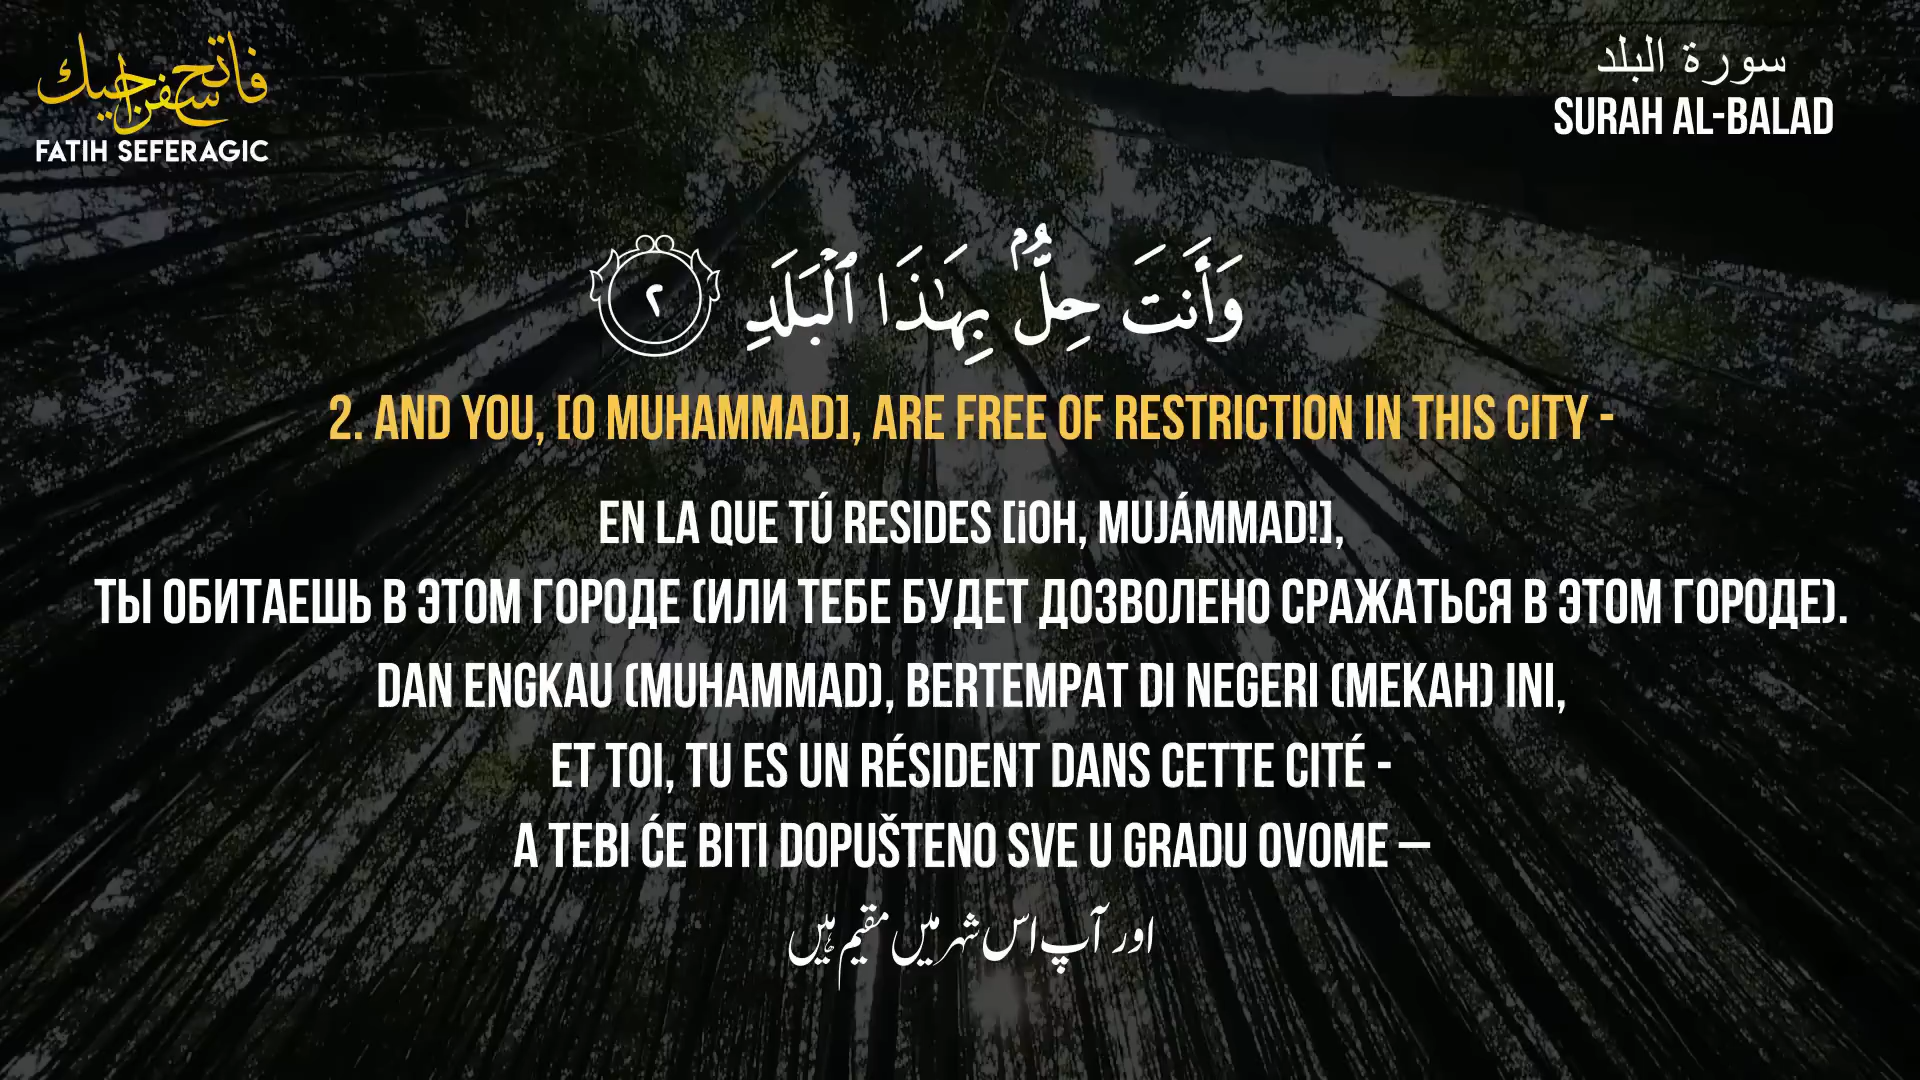 فاتح سفراجيك
FATIH SEFERAGIC
سورة البلد
SURAH AL-BALAD
وَأَنتَ حِلٌّۢ بِهَـٰذَا ٱلْبَلَدِ ٢
2. AND YOU, [O MUHAMMAD], ARE FREE OF RESTRICTION IN THIS CITY -
EN LA QUE TÚ RESIDES [¡OH, MUJÁMMAD!],
ТЫ ОБИТАЕШЬ В ЭТОМ ГОРОДЕ (ИЛИ ТЕБЕ БУДЕТ ДОЗВОЛЕНО СРАЖАТЬСЯ В ЭТОМ ГОРОДЕ).
DAN ENGKAU (MUHAMMAD), BERTEMPAT DI NEGERI (MEKAH) INI,
ET TOI, TU ES UN RÉSIDENT DANS CETTE CITÉ -
A TEBI ĆE BITI DOPUŠTENO SVE U GRADU OVOME –
اور آپ اس شہر میں مقیم ہیں